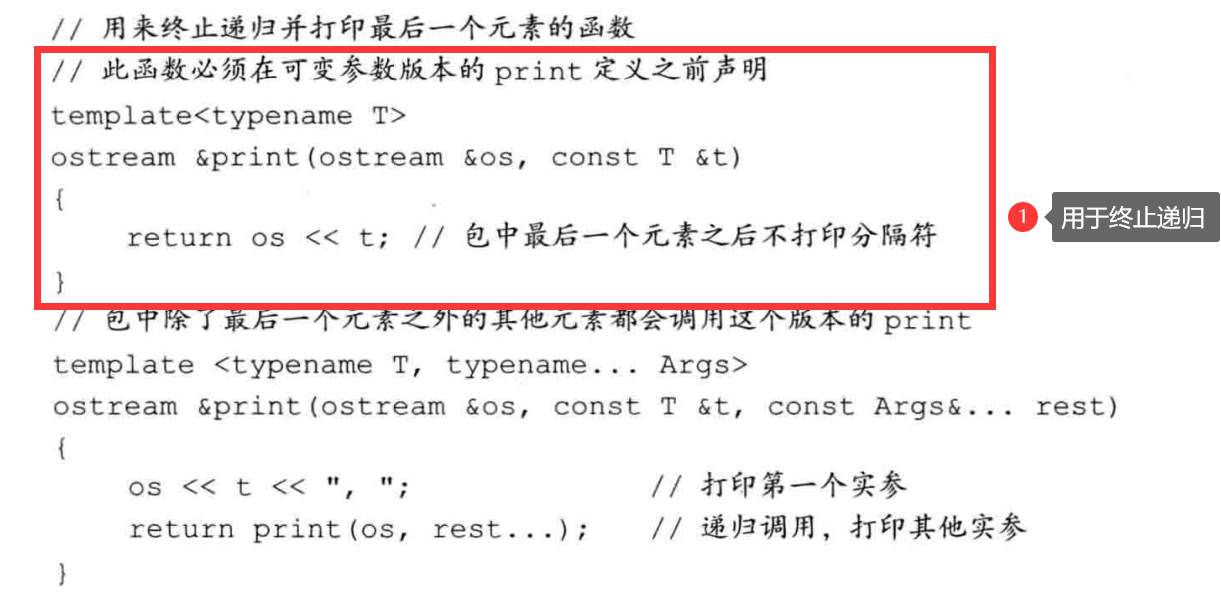 // 用来终止递归并打印最后一个元素的函数
// 此函数必须在可变参数版本的 print 定义之前声明
template<typename T>
ostream &print(ostream &os, const T &t)
{
return os << t; // 包中最后一个元素之后不打印分隔符
}
1 用于终止递归
// 包中除了最后一个元素之外的其他元素都会调用这个版本的 print
template <typename T, typename... Args>
ostream &print(ostream &os, const T &t, const Args&... rest)
{
os << t << ", "; // 打印第一个实参
return print(os, rest...); // 递归调用，打印其他实参
}